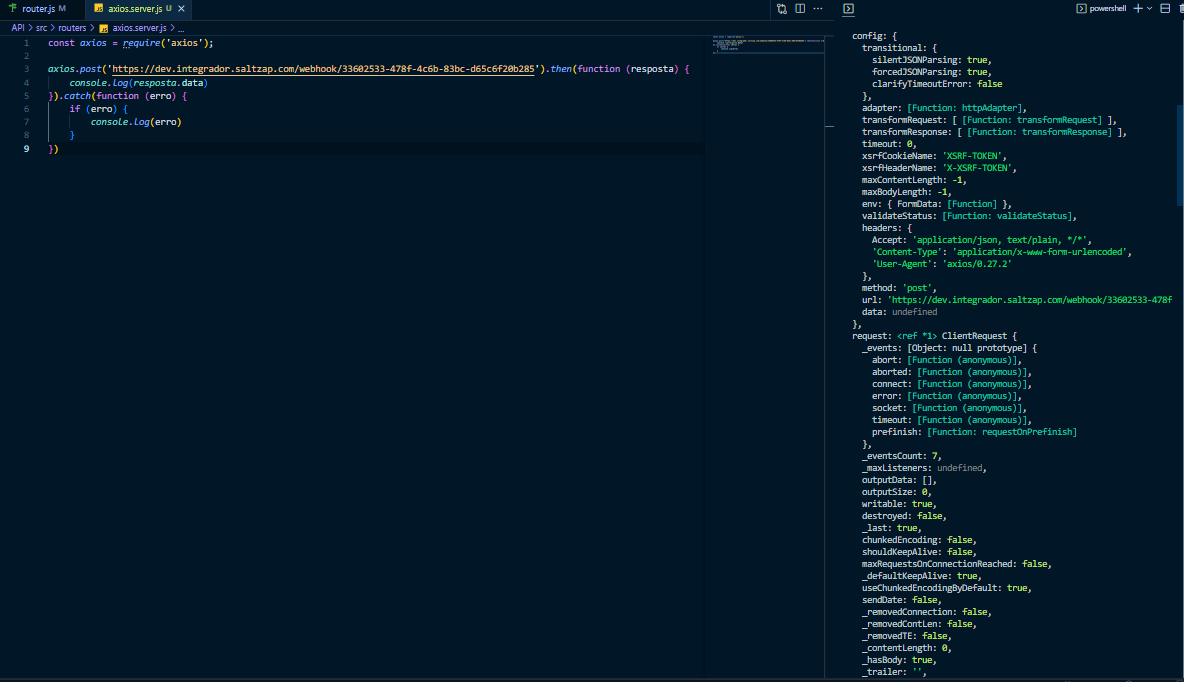 router.js M
axios.server.js U
powershell
API > src > routers > axios.server.js > ...
1 const axios = require('axios');
2
3 axios.post('https://dev.integrador.saltzap.com/webhook/33602533-478f-4c6b-83bc-d65c6f20b285').then(function (resposta) {
4 console.log(resposta.data)
5 }).catch(function (erro) {
6 if (erro) {
7 console.log(erro)
8 }
9 })
config: {
transitional: {
silentJSONParsing: true,
forcedJSONParsing: true,
clarifyTimeoutError: false
},
adapter: [Function: httpAdapter],
transformRequest: [ [Function: transformRequest] ],
transformResponse: [ [Function: transformResponse] ],
timeout: 0,
xsrfCookieName: 'XSRF-TOKEN',
xsrfHeaderName: 'X-XSRF-TOKEN',
maxContentLength: -1,
maxBodyLength: -1,
env: { FormData: [Function] },
validateStatus: [Function: validateStatus],
headers: {
Accept: 'application/json, text/plain, */*',
'Content-Type': 'application/x-www-form-urlencoded',
'User-Agent': 'axios/0.27.2'
},
method: 'post',
url: 'https://dev.integrador.saltzap.com/webhook/33602533-478f
data: undefined
},
request: <ref *1> ClientRequest {
_events: [Object: null prototype] {
abort: [Function (anonymous)],
aborted: [Function (anonymous)],
connect: [Function (anonymous)],
error: [Function (anonymous)],
socket: [Function (anonymous)],
timeout: [Function (anonymous)],
prefinish: [Function: requestOnPrefinish]
},
_eventsCount: 7,
_maxListeners: undefined,
outputData: [],
outputSize: 0,
writable: true,
destroyed: false,
_last: true,
chunkedEncoding: false,
shouldKeepAlive: false,
maxRequestsOnConnectionReached: false,
_defaultKeepAlive: true,
useChunkedEncodingByDefault: true,
sendDate: false,
_removedConnection: false,
_removedContLen: false,
_removedTE: false,
_contentLength: 0,
_hasBody: true,
_trailer: '',